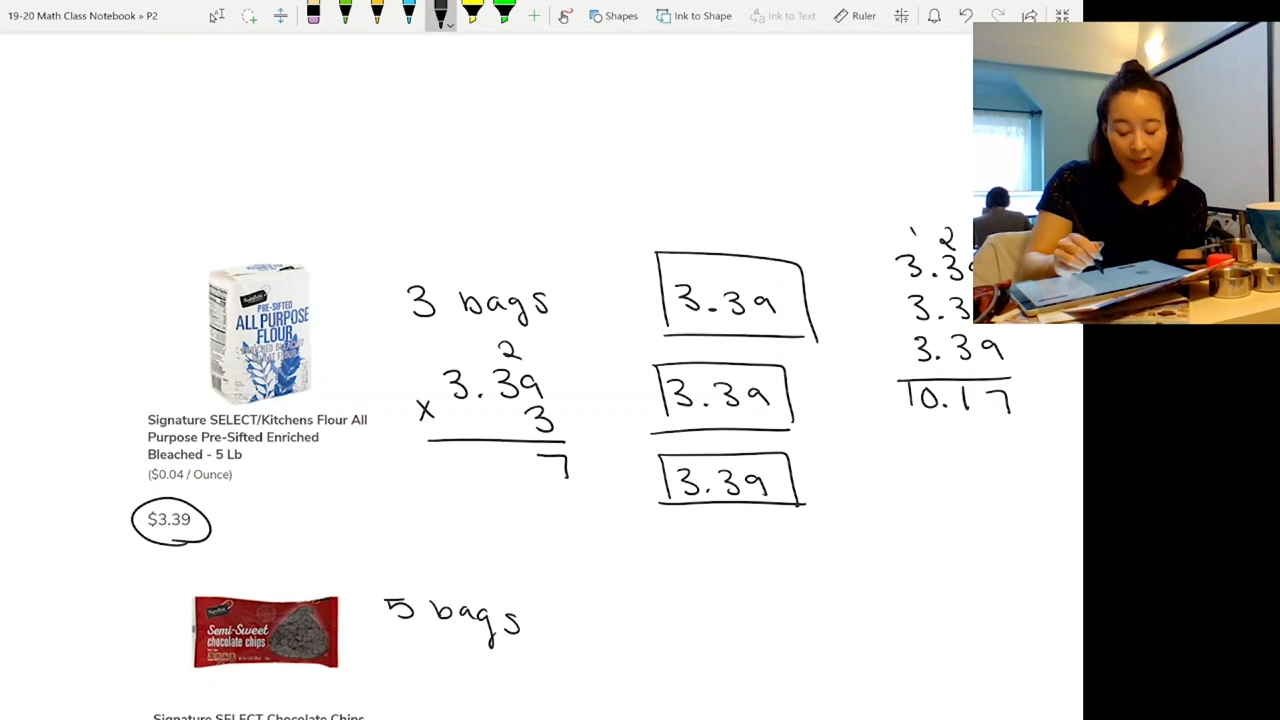 19-20 Math Class Notebook » P2
Shapes
Ink to Shape
Ink to Text
Ruler
PRE-SIFTED
ALL PURPOSE
FLOUR
Signature SELECT/Kitchens Flour All
Purpose Pre-Sifted Enriched
Bleached - 5 Lb
($0.04 / Ounce)
$3.39
3 bags
2
3.39
x 3
7
3.39
3.39
3.39
1 2
3.39
3.3
3.39
10.17
Semi-Sweet
chocolate chips
5 bags
Signature SELECT Chocolate Chips